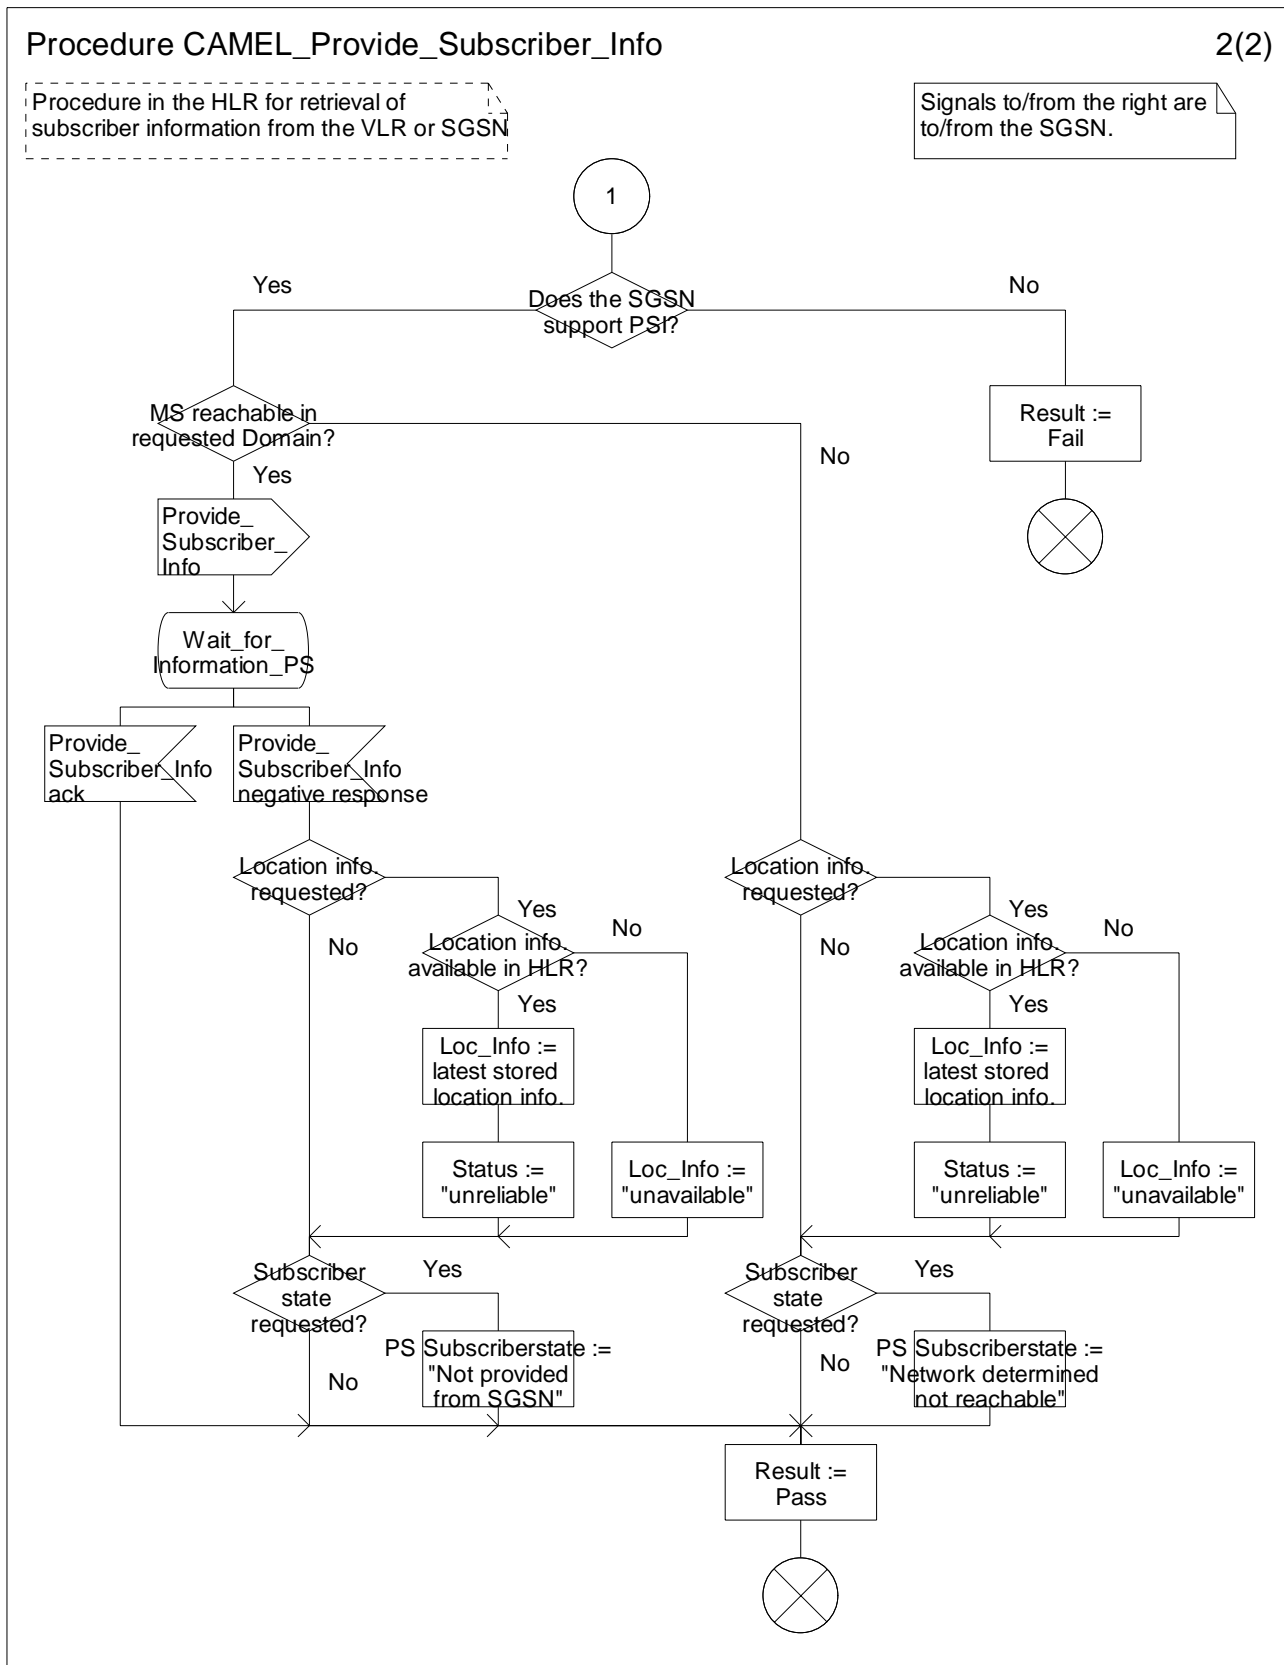 Procedure CAMEL_Provide_Subscriber_Info
2(2)
Procedure in the HLR for retrieval of
subscriber information from the VLR or SGSN
Signals to/from the right are
to/from the SGSN.
1
Yes
Does the SGSN
support PSI?
No
MS reachable in
requested Domain?
Result :=
Fail
No
Yes
Provide_
Subscriber_
Info
Wait_for_
Information_PS
Provide_
Subscriber_Info
ack
Provide_
Subscriber_Info
negative response
Location info.
requested?
Location info.
requested?
Yes
No
No
Location info.
available in HLR?
Yes
Yes
No
No
Location info.
available in HLR?
Yes
Loc_Info :=
latest stored
location info.
Loc_Info :=
latest stored
location info.
Status :=
"unreliable"
Loc_Info :=
"unavailable"
Status :=
"unreliable"
Loc_Info :=
"unavailable"
Subscriber
state
requested?
Yes
Subscriber
state
requested?
Yes
No
PS Subscriberstate :=
"Not provided
from SGSN"
No
PS Subscriberstate :=
"Network determined
not reachable"
Result :=
Pass